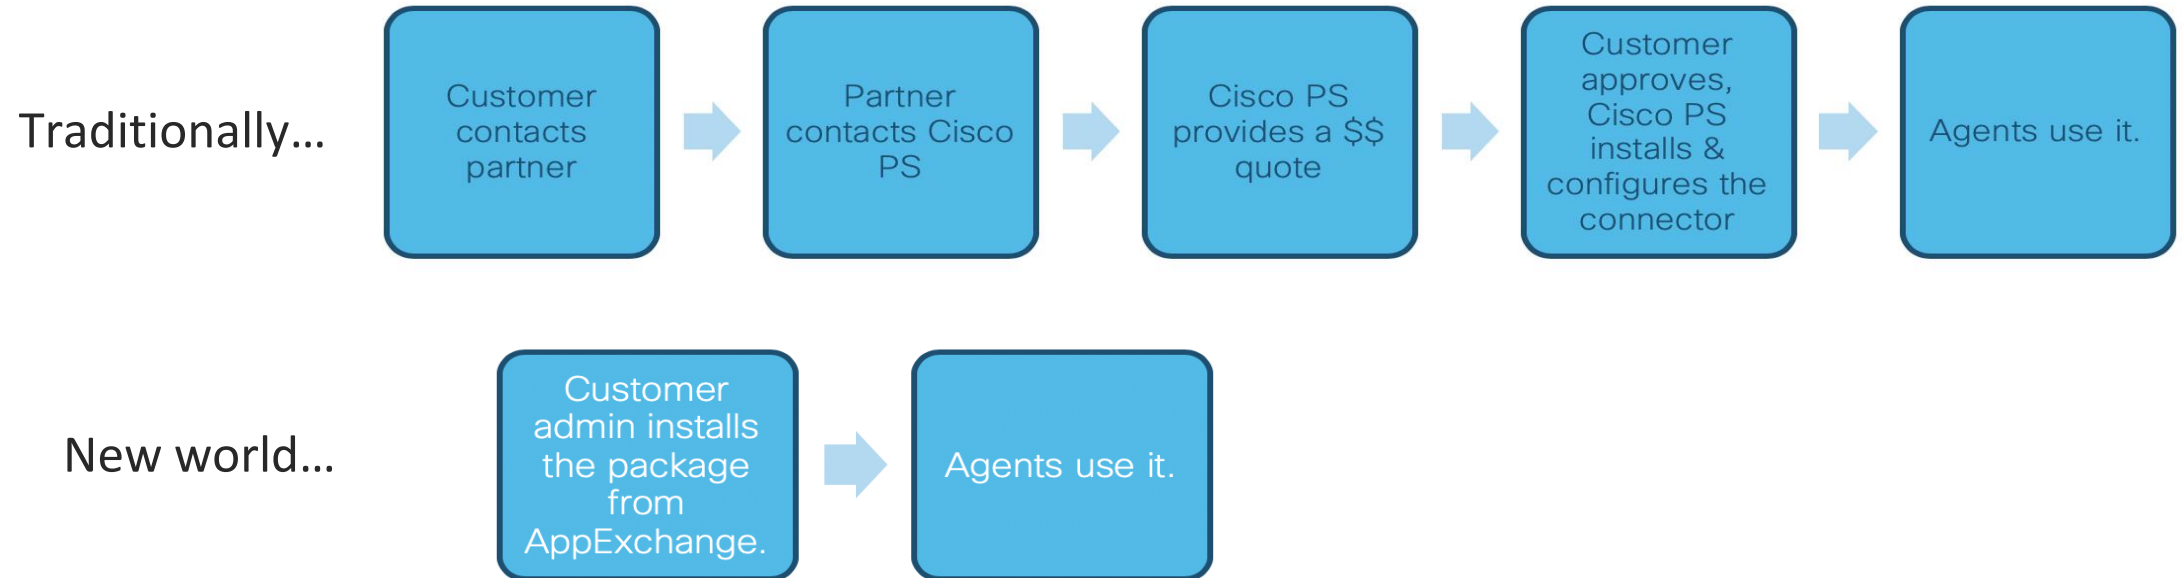 Traditionally…
Customer
contacts
partner
Partner
contacts Cisco
PS
Cisco PS
provides a $$
quote
Customer
approves,
Cisco PS
installs &
configures the
connector
Agents use it.
New world…
Customer
admin installs
the package
from
AppExchange.
Agents use it.